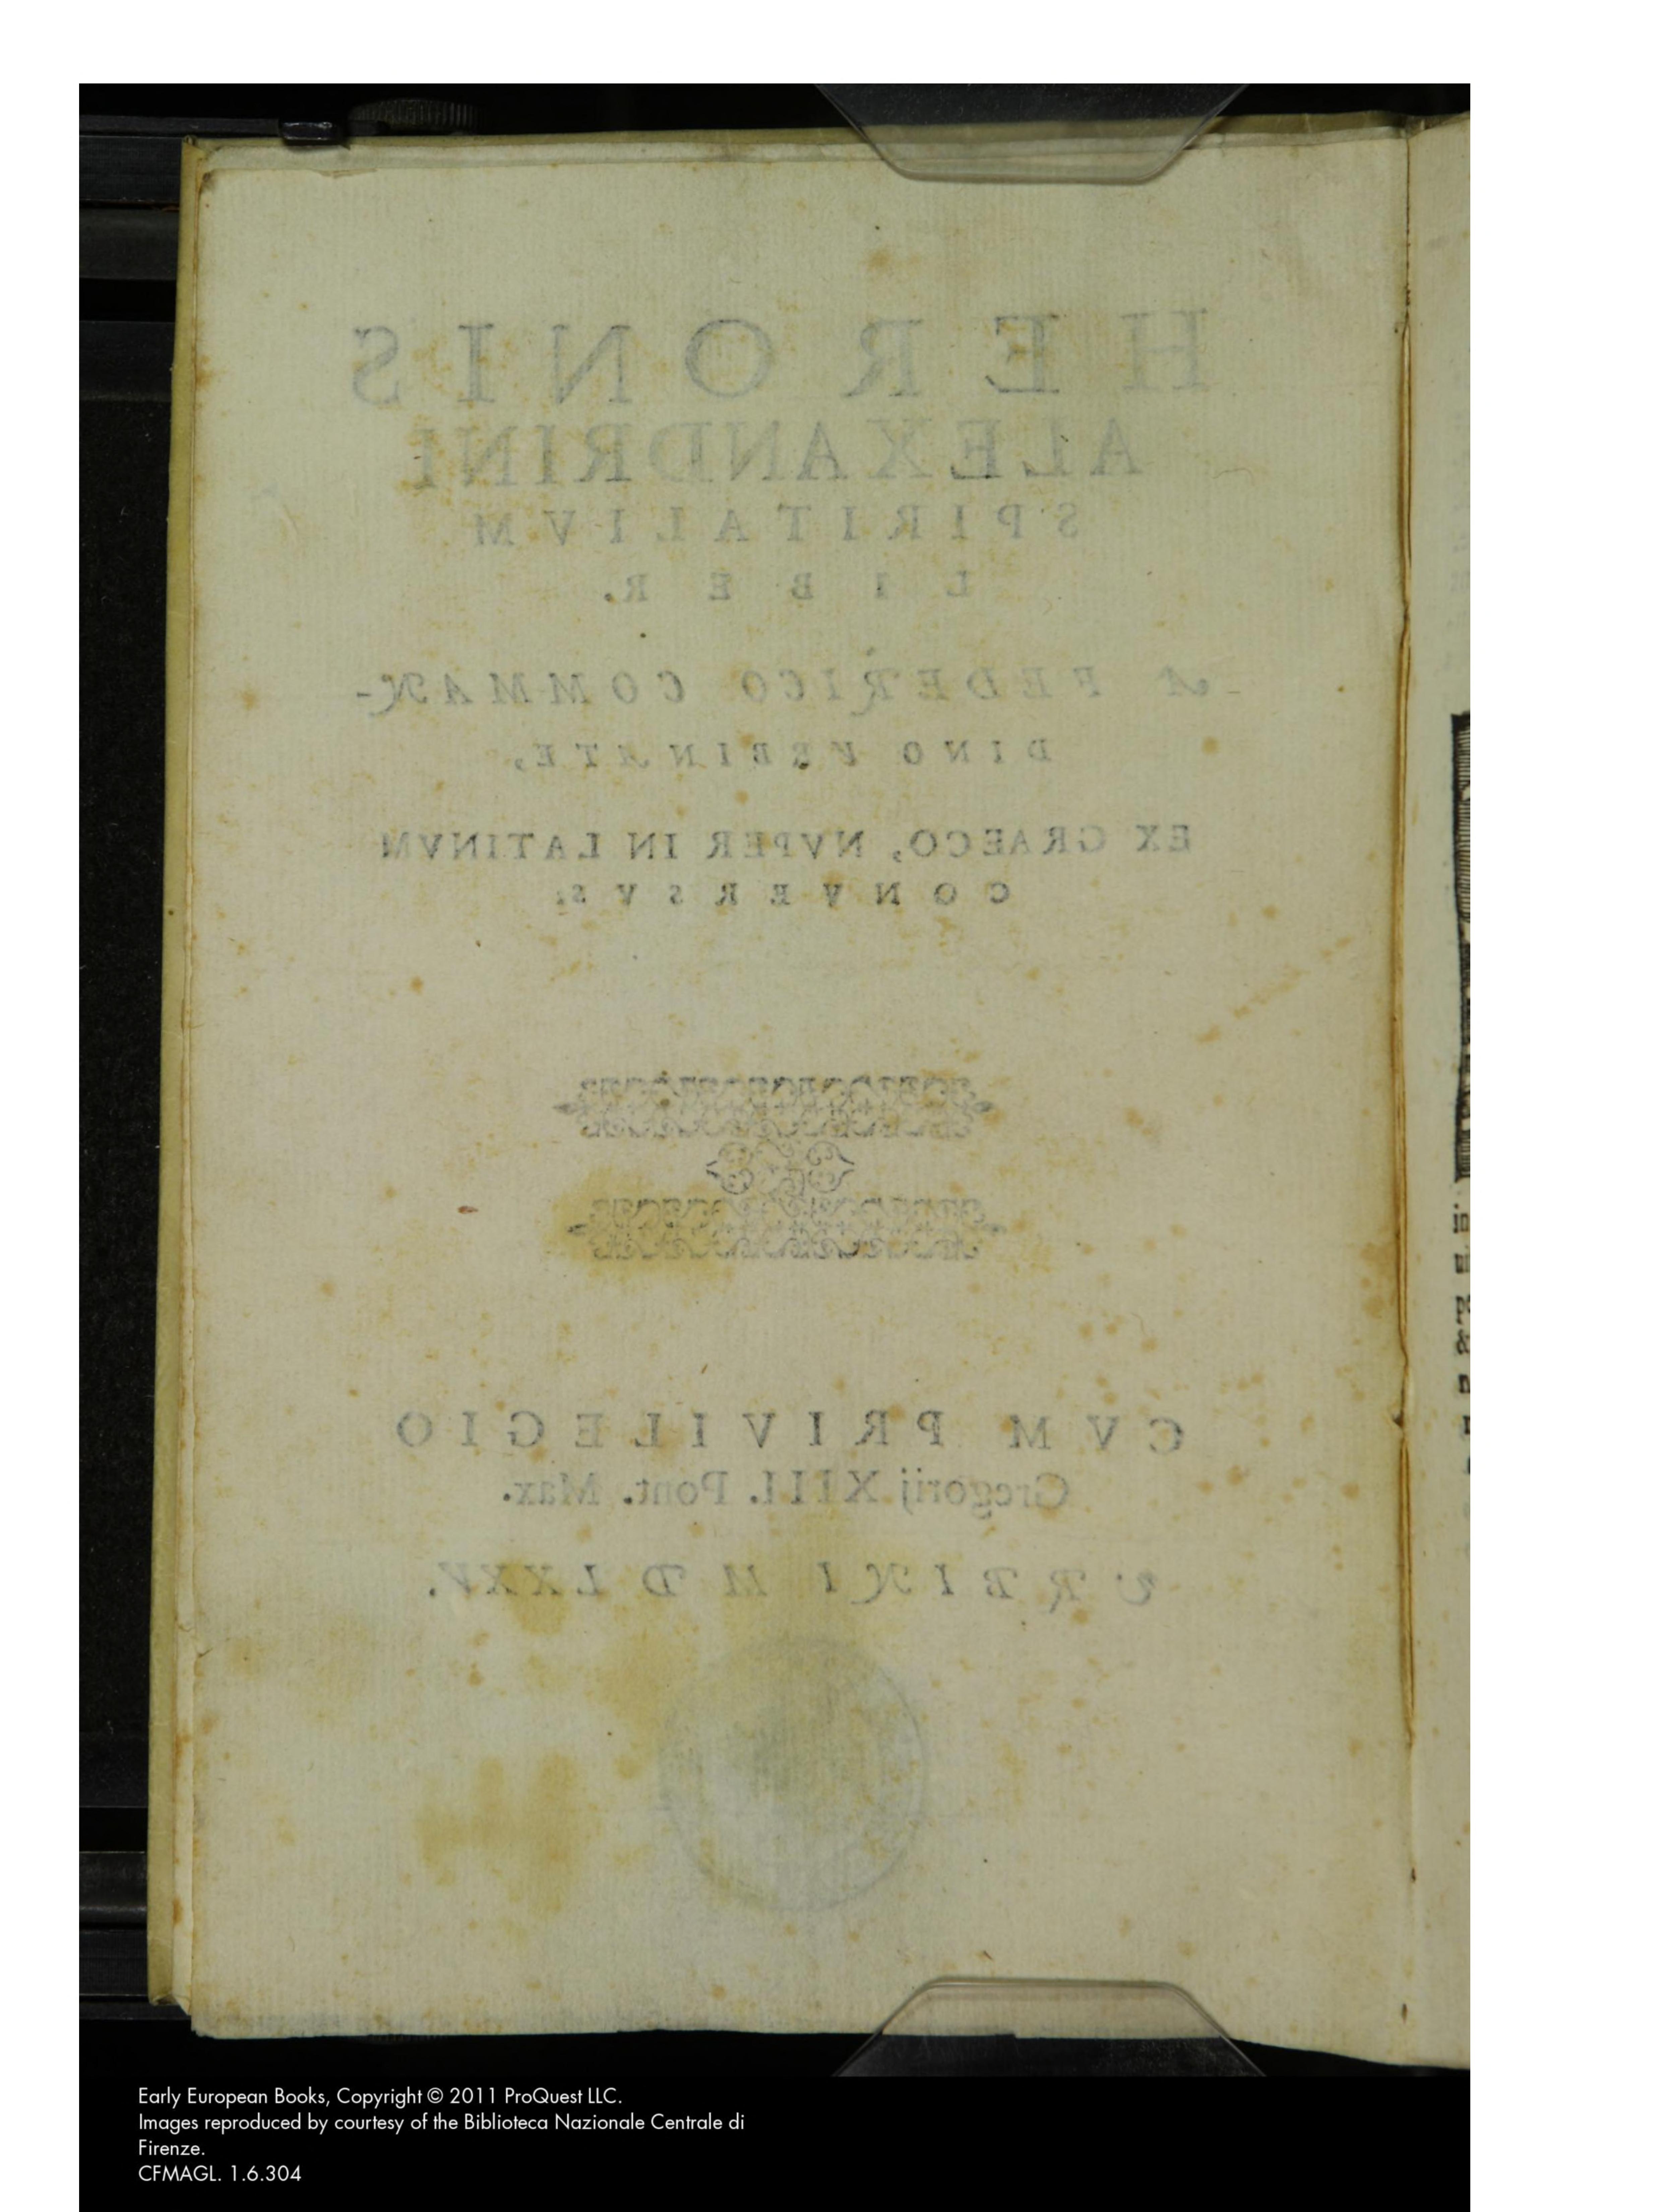 HERONIS
ALEXANDRINI
SPIRITALIVM
LIBER.
A FEDERICO COMMAN-
DINO VRBINATE,
EX GRAECO, NVPER IN LATINVM
CONVERSVS.
CVM PRIVILEGIO
Gregorij XIII. Pont. Max.
VRBINI MDLXXV.
Early European Books, Copyright © 2011 ProQuest LLC.
Images reproduced by courtesy of the Biblioteca Nazionale Centrale di
Firenze.
CFMAGL. 1.6.304